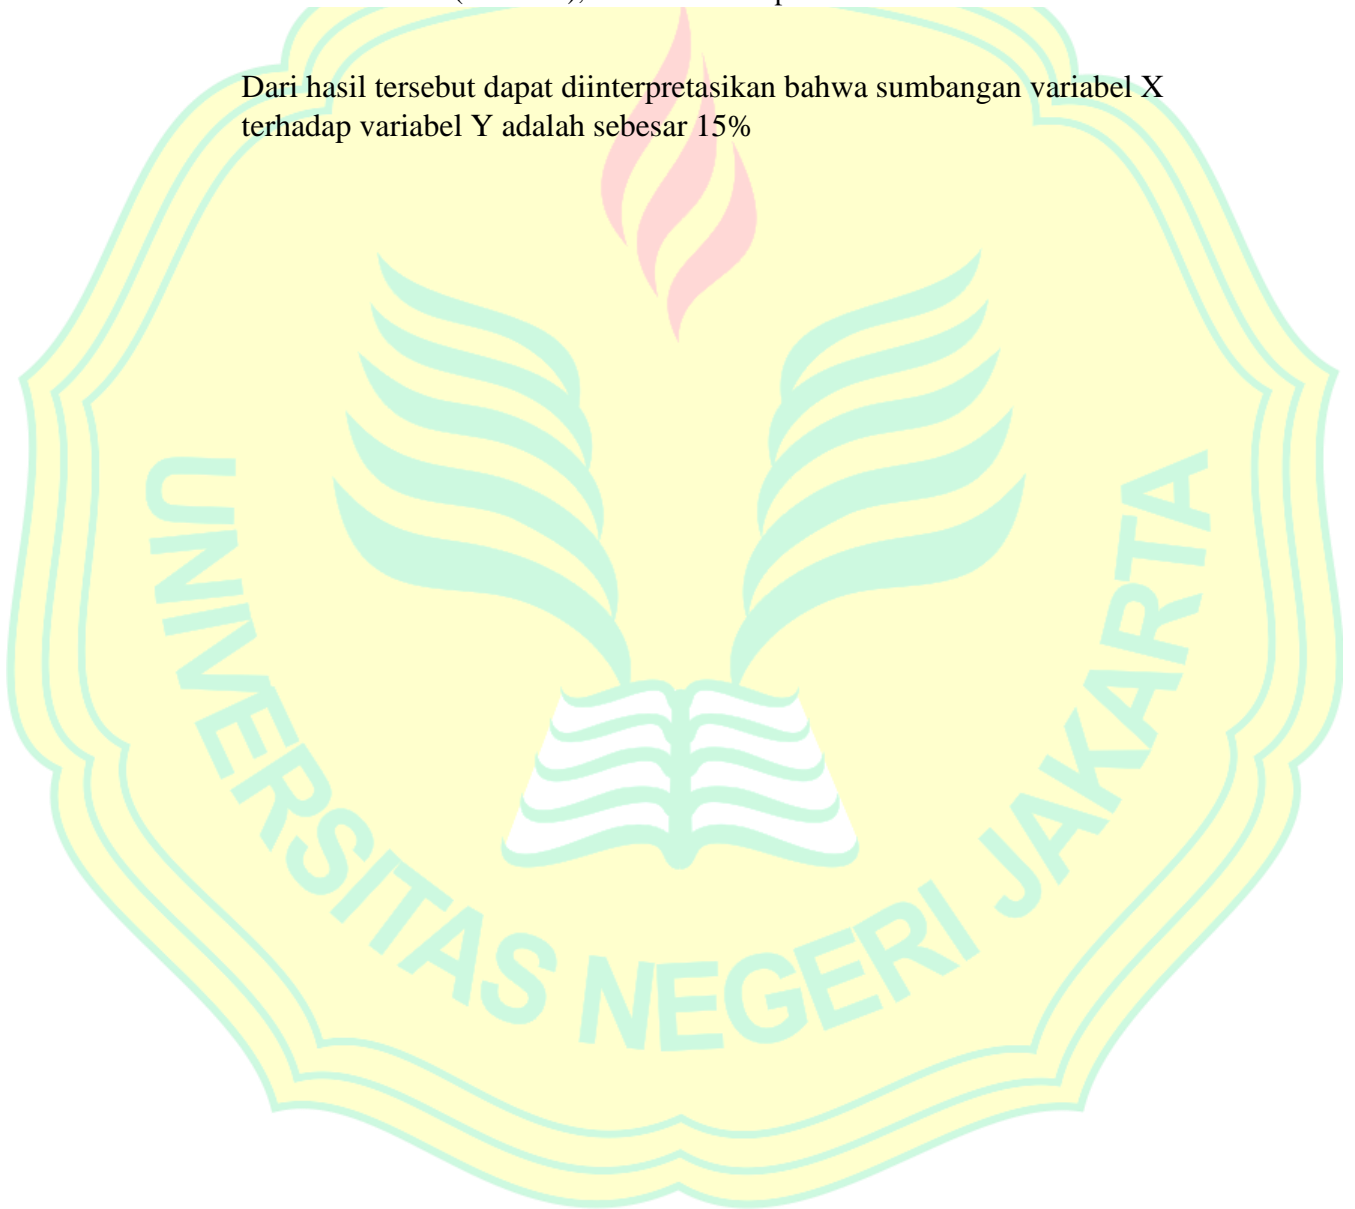 Dari hasil tersebut dapat diinterpretasikan bahwa sumbangan variabel X
terhadap variabel Y adalah sebesar 15%
UNIVERSITAS NEGERI JAKARTA